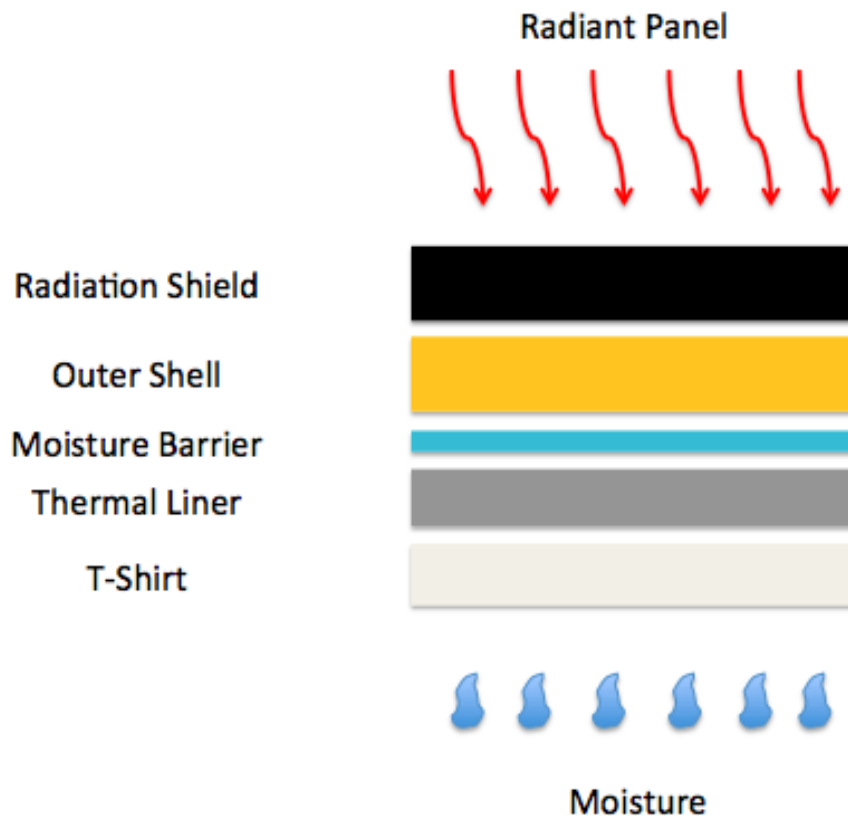 Radiant Panel
Radiation Shield
Outer Shell
Moisture Barrier
Thermal Liner
T-Shirt
Moisture